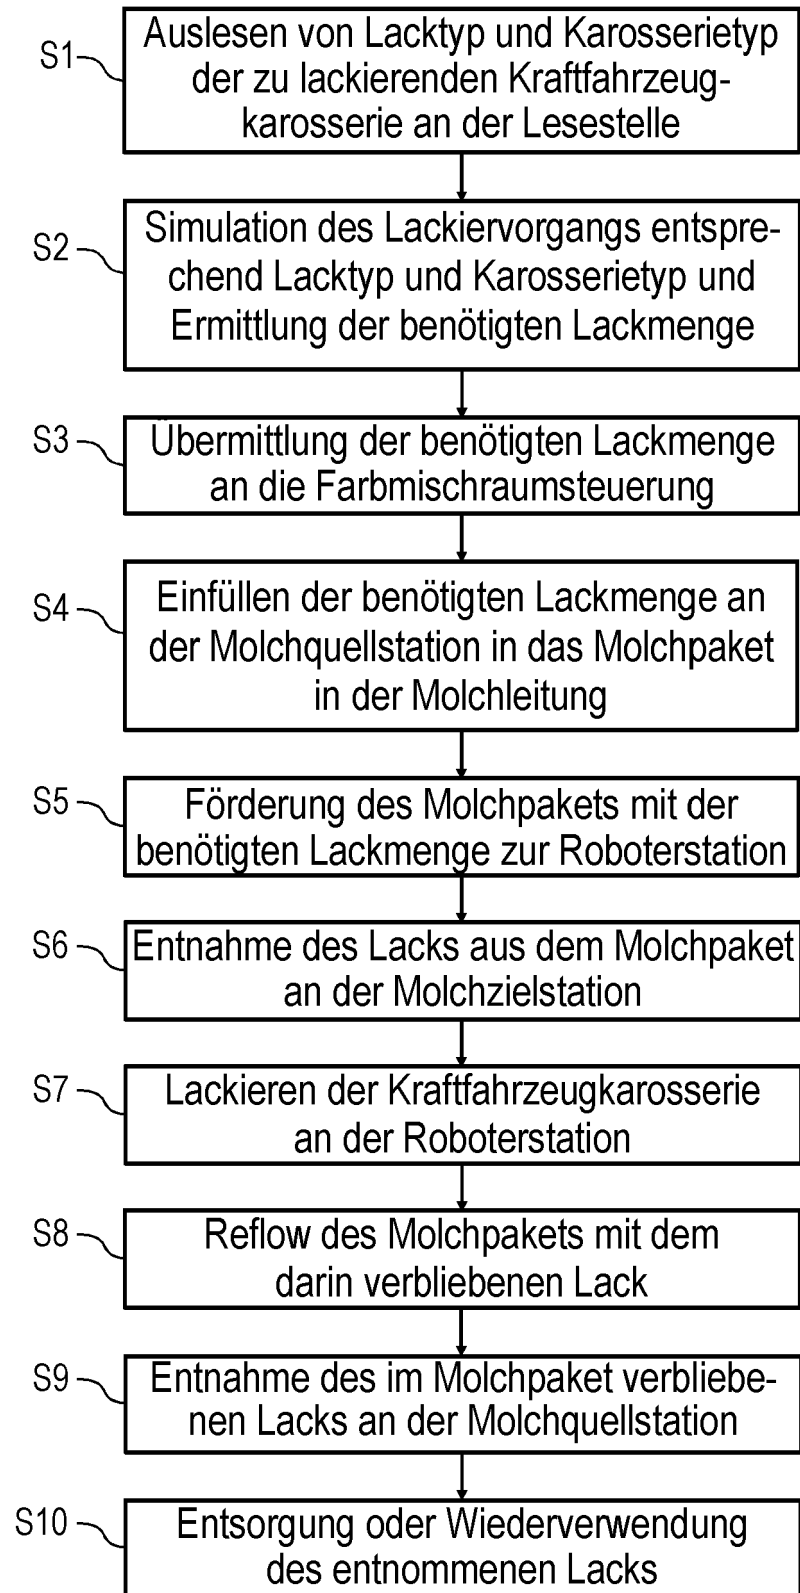 S1
Auslesen von Lacktyp und Karosserietyp
der zu lackierenden Kraftfahrzeug-
karosserie an der Lesestelle
S2
Simulation des Lackiervorgangs entspre-
chend Lacktyp und Karosserietyp und
Ermittlung der benötigten Lackmenge
S3
Übermittlung der benötigten Lackmenge
an die Farbmischraumsteuerung
S4
Einfüllen der benötigten Lackmenge an
der Molchquellstation in das Molchpaket
in der Molchleitung
S5
Förderung des Molchpakets mit der
benötigten Lackmenge zur Roboterstation
S6
Entnahme des Lacks aus dem Molchpaket
an der Molchzielstation
S7
Lackieren der Kraftfahrzeugkarosserie
an der Roboterstation
S8
Reflow des Molchpakets mit dem
darin verbliebenen Lack
S9
Entnahme des im Molchpaket verbliebe-
nen Lacks an der Molchquellstation
S10
Entsorgung oder Wiederverwendung
des entnommenen Lacks